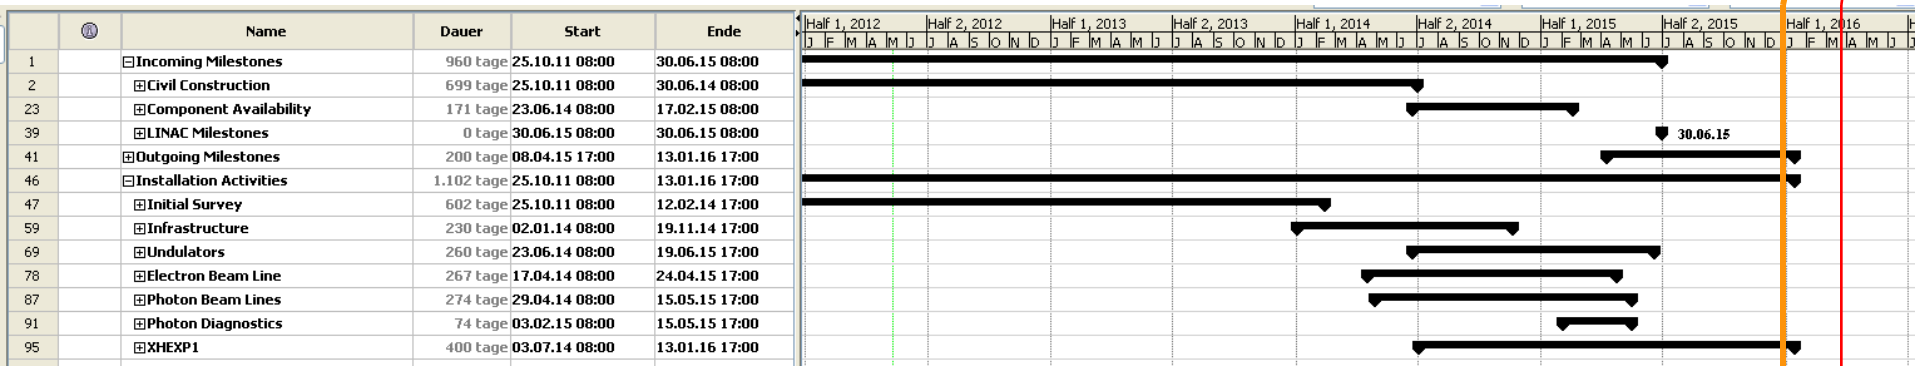 Name Dauer Start Ende Half 1, 2012 Half 2, 2012 Half 1, 2013 Half 2, 2013 Half 1, 2014 Half 2, 2014 Half 1, 2015 Half 2, 2015 Half 1, 2016 H
J F M A M J J A S O N D J F M A M J J A S O N D J F M A M J J A S O N D J F M A M J J A S O N D J F M A M J J
1 Incoming Milestones 960 tage 25.10.11 08:00 30.06.15 08:00
2 Civil Construction 699 tage 25.10.11 08:00 30.06.14 08:00
23 Component Availability 171 tage 23.06.14 08:00 17.02.15 08:00
39 LINAC Milestones 0 tage 30.06.15 08:00 30.06.15 08:00 30.06.15
41 Outgoing Milestones 200 tage 08.04.15 17:00 13.01.16 17:00
46 Installation Activities 1.102 tage 25.10.11 08:00 13.01.16 17:00
47 Initial Survey 602 tage 25.10.11 08:00 12.02.14 17:00
59 Infrastructure 230 tage 02.01.14 08:00 19.11.14 17:00
69 Undulators 260 tage 23.06.14 08:00 19.06.15 17:00
78 Electron Beam Line 267 tage 17.04.14 08:00 24.04.15 17:00
87 Photon Beam Lines 274 tage 29.04.14 08:00 15.05.15 17:00
91 Photon Diagnostics 74 tage 03.02.15 08:00 15.05.15 17:00
95 XHEXP1 400 tage 03.07.14 08:00 13.01.16 17:00